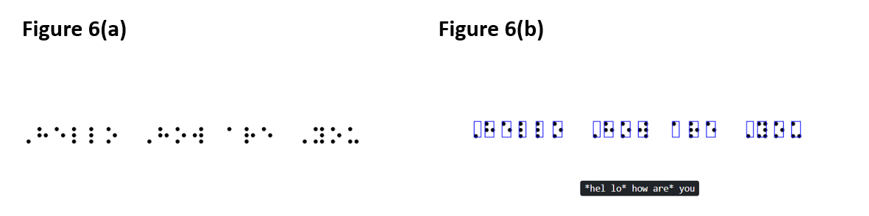 Figure 6(a)
⠠⠓⠑⠇⠇⠕ ⠠⠓⠕⠺ ⠁⠗⠑ ⠠⠽⠕⠥
Figure 6(b)
⠠⠓⠑⠇⠇⠕ ⠠⠓⠕⠺ ⠁⠗⠑ ⠠⠽⠕⠥
*hel lo* how are* you